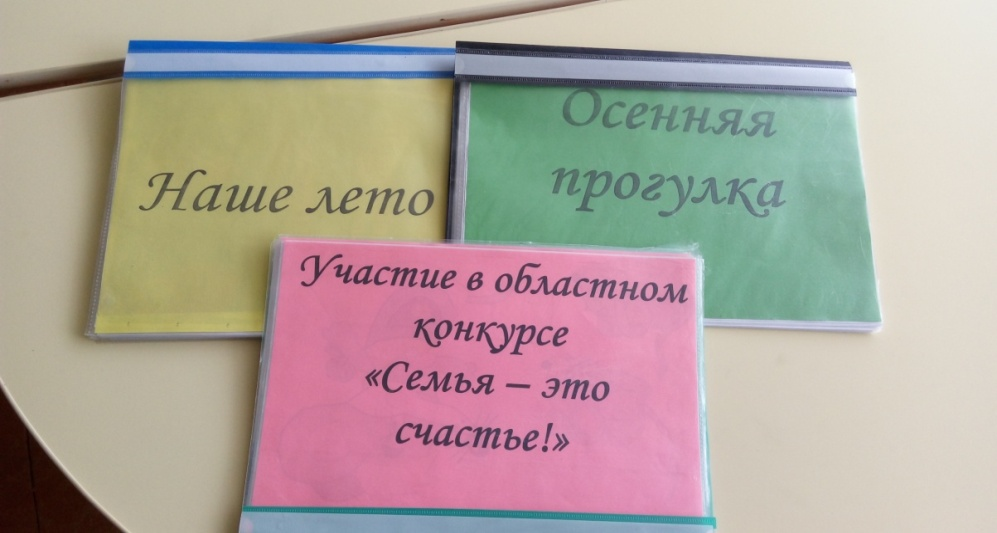 Наше лето
Осенняя
прогулка
Участие в областном
конкурсе
«Семья – это
счастье!»